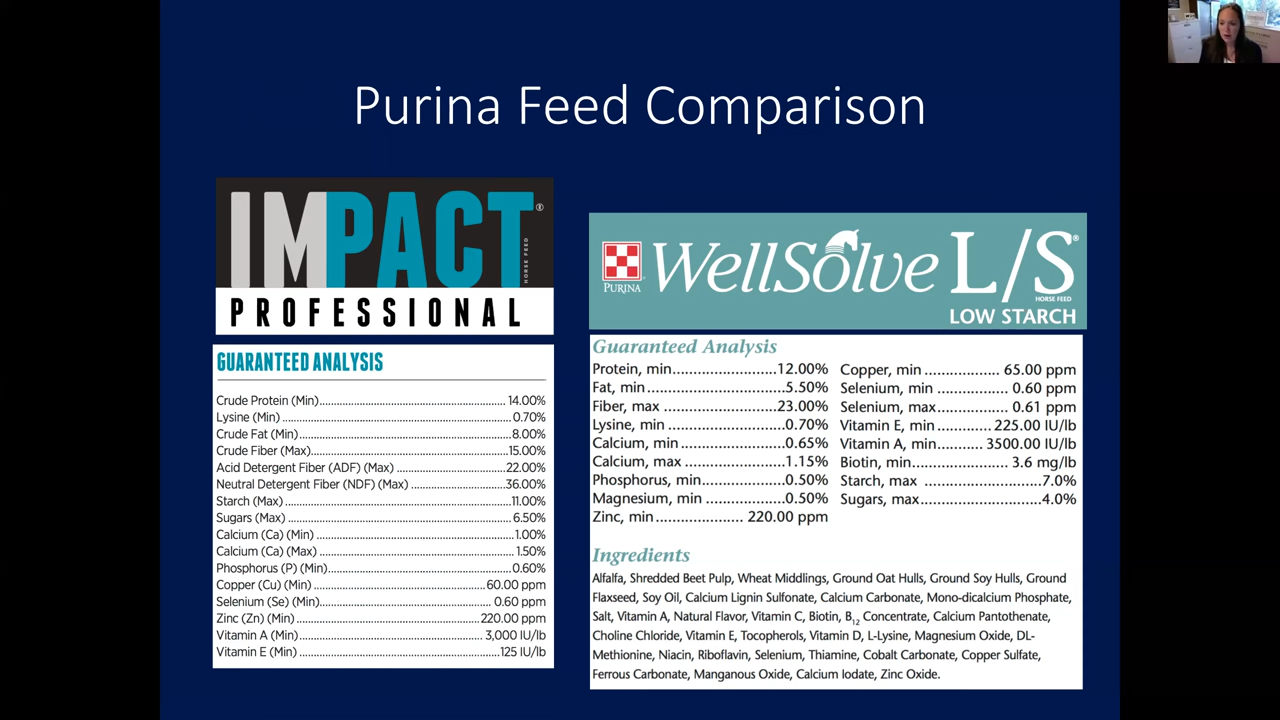 Purina Feed Comparison
IMPACT®
HORSE FEED
PROFESSIONAL
GUARANTEED ANALYSIS
Crude Protein (Min)..........14.00%
Lysine (Min)..........0.70%
Crude Fat (Min)..........8.00%
Crude Fiber (Max)..........15.00%
Acid Detergent Fiber (ADF) (Max)..........22.00%
Neutral Detergent Fiber (NDF) (Max)..........36.00%
Starch (Max)..........11.00%
Sugars (Max)..........6.50%
Calcium (Ca) (Min)..........1.00%
Calcium (Ca) (Max)..........1.50%
Phosphorus (P) (Min)..........0.60%
Copper (Cu) (Min)..........60.00 ppm
Selenium (Se) (Min)..........0.60 ppm
Zinc (Zn) (Min)..........220.00 ppm
Vitamin A (Min)..........3,000 IU/lb
Vitamin E (Min)..........125 IU/lb
PURINA®
WellSolve L/S®
HORSE FEED
LOW STARCH
Guaranteed Analysis
Protein, min..........12.00%
Fat, min..........5.50%
Fiber, max..........23.00%
Lysine, min..........0.70%
Calcium, min..........0.65%
Calcium, max..........1.15%
Phosphorus, min..........0.50%
Magnesium, min..........0.50%
Zinc, min..........220.00 ppm
Copper, min..........65.00 ppm
Selenium, min..........0.60 ppm
Selenium, max..........0.61 ppm
Vitamin E, min..........225.00 IU/lb
Vitamin A, min..........3500.00 IU/lb
Biotin, min..........3.6 mg/lb
Starch, max..........7.0%
Sugars, max..........4.0%
Ingredients
Alfalfa, Shredded Beet Pulp, Wheat Middlings, Ground Oat Hulls, Ground Soy Hulls, Ground
Flaxseed, Soy Oil, Calcium Lignin Sulfonate, Calcium Carbonate, Mono-dicalcium Phosphate,
Salt, Vitamin A, Natural Flavor, Vitamin C, Biotin, B12 Concentrate, Calcium Pantothenate,
Choline Chloride, Vitamin E, Tocopherols, Vitamin D, L-Lysine, Magnesium Oxide, DL-
Methionine, Niacin, Riboflavin, Selenium, Thiamine, Cobalt Carbonate, Copper Sulfate,
Ferrous Carbonate, Manganous Oxide, Calcium Iodate, Zinc Oxide.